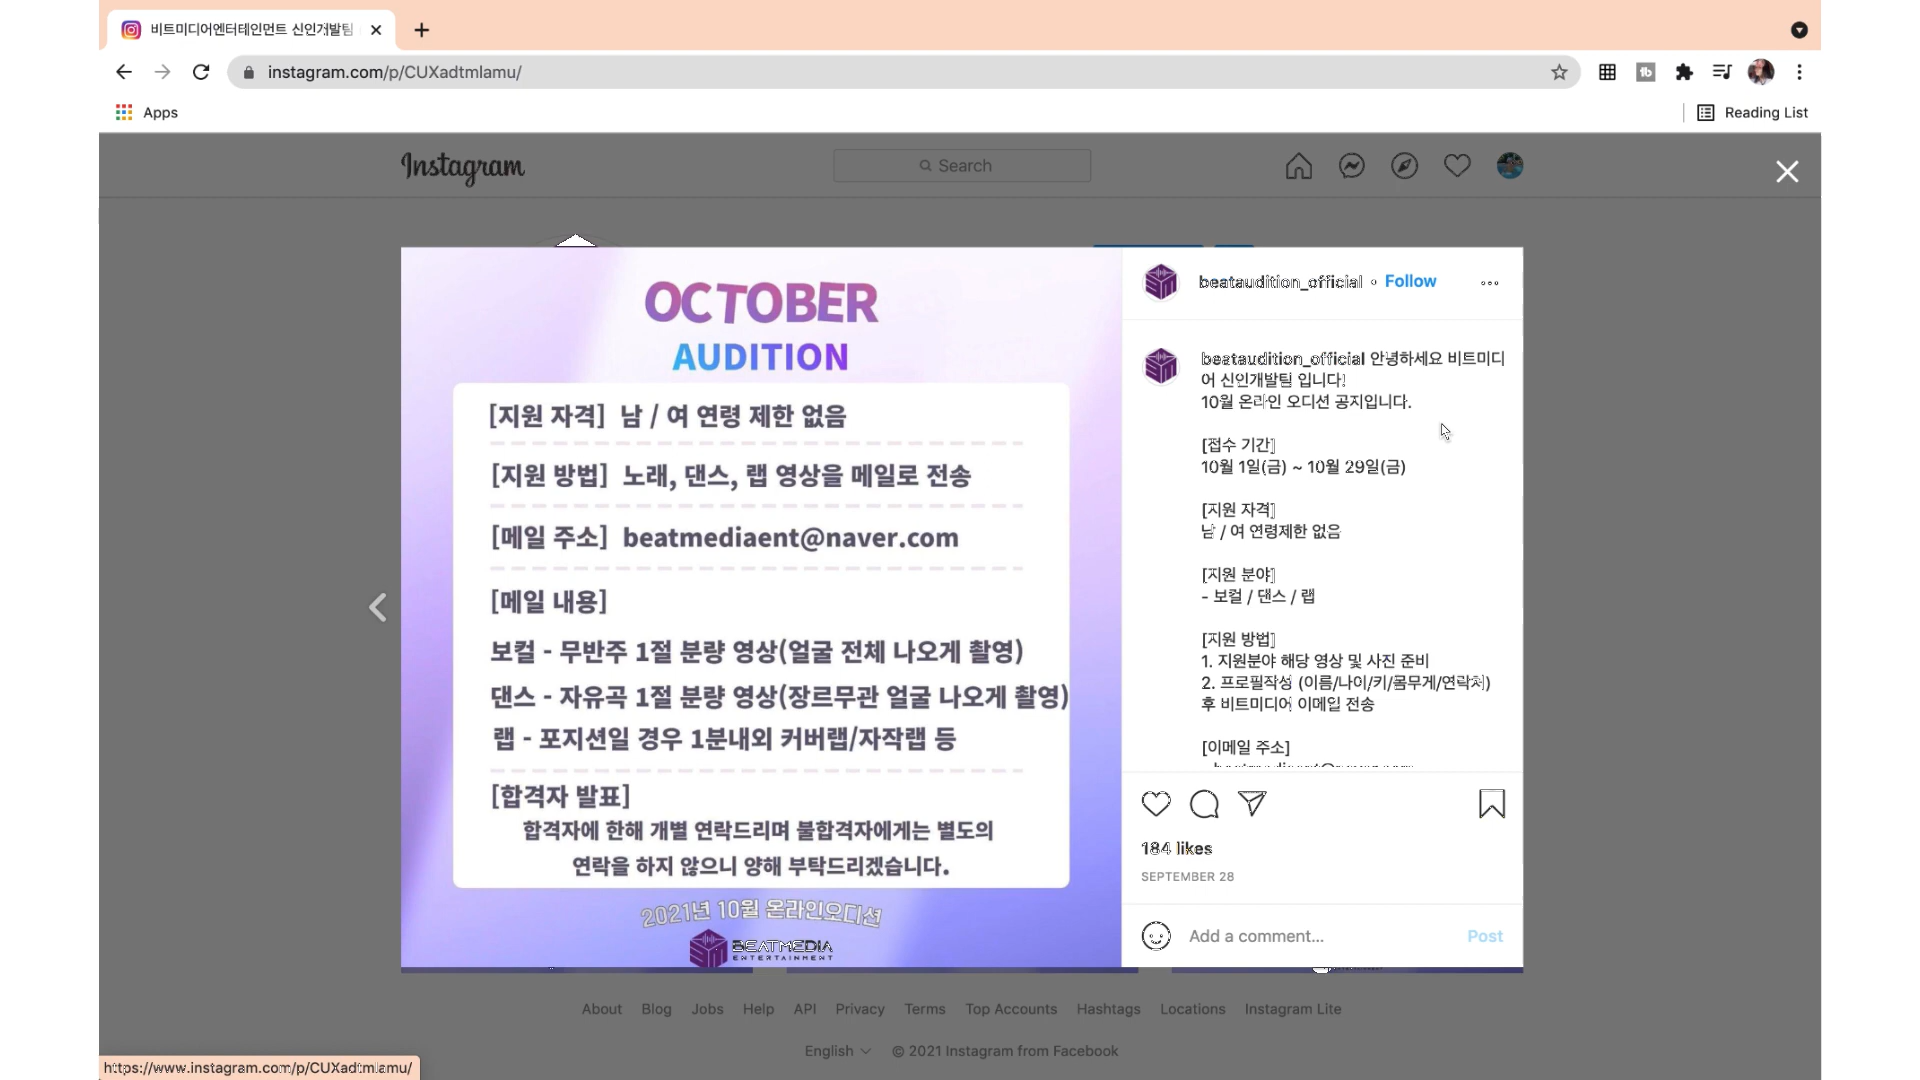 비트미디어엔터테인먼트 신인개발팀
instagram.com/p/CUXadtmlamu/
Apps
Reading List
Instagram
Search
OCTOBER
AUDITION
[지원 자격] 남 / 여 연령 제한 없음
[지원 방법] 노래, 댄스, 랩 영상을 메일로 전송
[메일 주소] beatmediaent@naver.com
[메일 내용]
보컬 - 무반주 1절 분량 영상(얼굴 전체 나오게 촬영)
댄스 - 자유곡 1절 분량 영상(장르무관 얼굴 나오게 촬영)
랩 - 포지션일 경우 1분내외 커버랩/자작랩 등
[합격자 발표]
합격자에 한해 개별 연락드리며 불합격자에게는 별도의
연락을 하지 않으니 양해 부탁드리겠습니다.
2021년 10월 온라인오디션
BEATMEDIA
ENTERTAINMENT
beataudition_official • Follow
beataudition_official 안녕하세요 비트미디
어 신인개발팀 입니다!
10월 온라인 오디션 공지입니다.
[접수 기간]
10월 1일(금) ~ 10월 29일(금)
[지원 자격]
남 / 여 연령제한 없음
[지원 분야]
- 보컬 / 댄스 / 랩
[지원 방법]
1. 지원분야 해당 영상 및 사진 준비
2. 프로필작성 (이름/나이/키/몸무게/연락처)
후 비트미디어 이메일 전송
[이메일 주소]
184 likes
SEPTEMBER 28
Add a comment... Post
About Blog Jobs Help API Privacy Terms Top Accounts Hashtags Locations Instagram Lite
English © 2021 Instagram from Facebook
https://www.instagram.com/p/CUXadtmlamu/